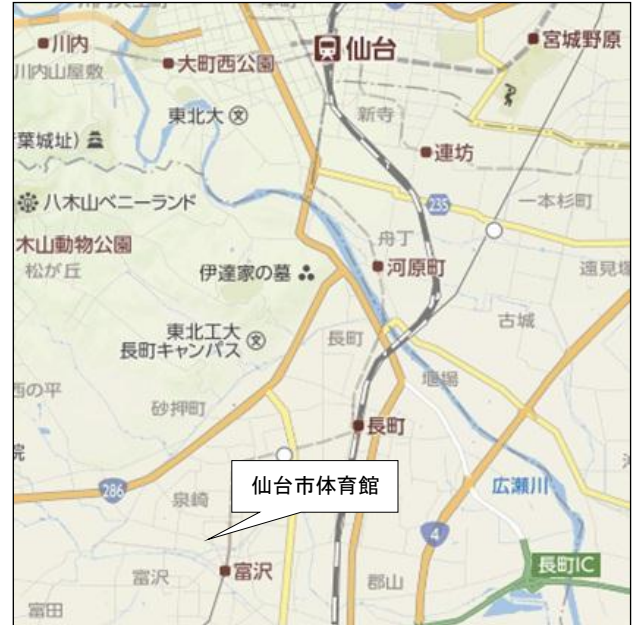 仙台
宮城野原
川内
川内山屋敷
大町西公園
東北大
新寺
葉城址)
連坊
八木山ベニーランド
235
一本杉町
木山動物公園
松が丘
舟丁
伊達家の墓
河原町
遠見塚
東北工大
長町キャンパス
長町
古城
堰場
西の平
砂押町
長町
院
286
仙台市体育館
泉崎
広瀬川
4
長町IC
富沢
富沢
郡山
富田